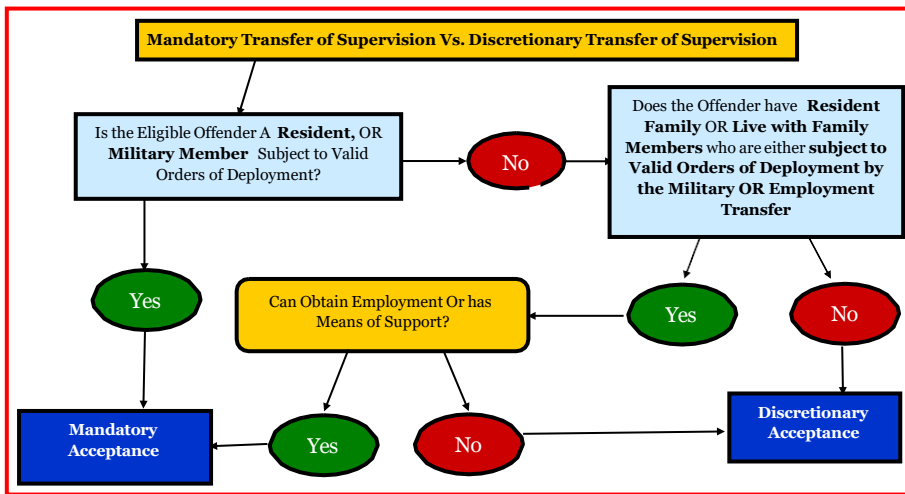 Mandatory Transfer of Supervision Vs. Discretionary Transfer of Supervision
Is the Eligible Offender A Resident, OR
Military Member Subject to Valid
Orders of Deployment?
No
Does the Offender have Resident
Family OR Live with Family
Members who are either subject to
Valid Orders of Deployment by
the Military OR Employment
Transfer
Yes
Can Obtain Employment Or has
Means of Support?
Yes
No
Mandatory
Acceptance
Yes
No
Discretionary
Acceptance